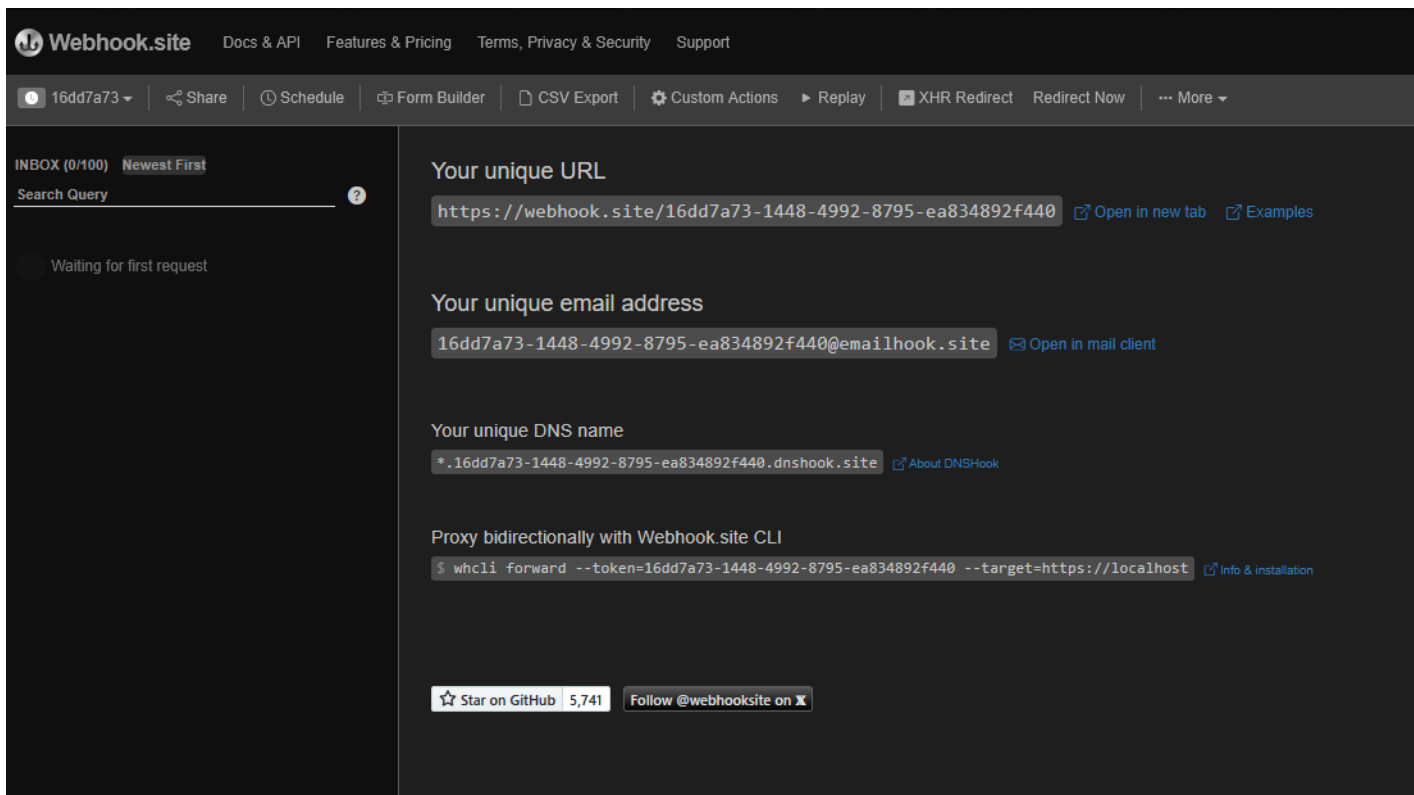 Webhook.site Docs & API Features & Pricing Terms, Privacy & Security Support
16dd7a73 Share Schedule Form Builder CSV Export Custom Actions Replay XHR Redirect Redirect Now ··· More
INBOX (0/100) Newest First
Search Query ?
Waiting for first request
Your unique URL
https://webhook.site/16dd7a73-1448-4992-8795-ea834892f440 Open in new tab Examples
Your unique email address
16dd7a73-1448-4992-8795-ea834892f440@emailhook.site Open in mail client
Your unique DNS name
*.16dd7a73-1448-4992-8795-ea834892f440.dnshook.site About DNSHook
Proxy bidirectionally with Webhook.site CLI
$ whcli forward --token=16dd7a73-1448-4992-8795-ea834892f440 --target=https://localhost Info & installation
Star on GitHub 5,741 Follow @webhooksite on X